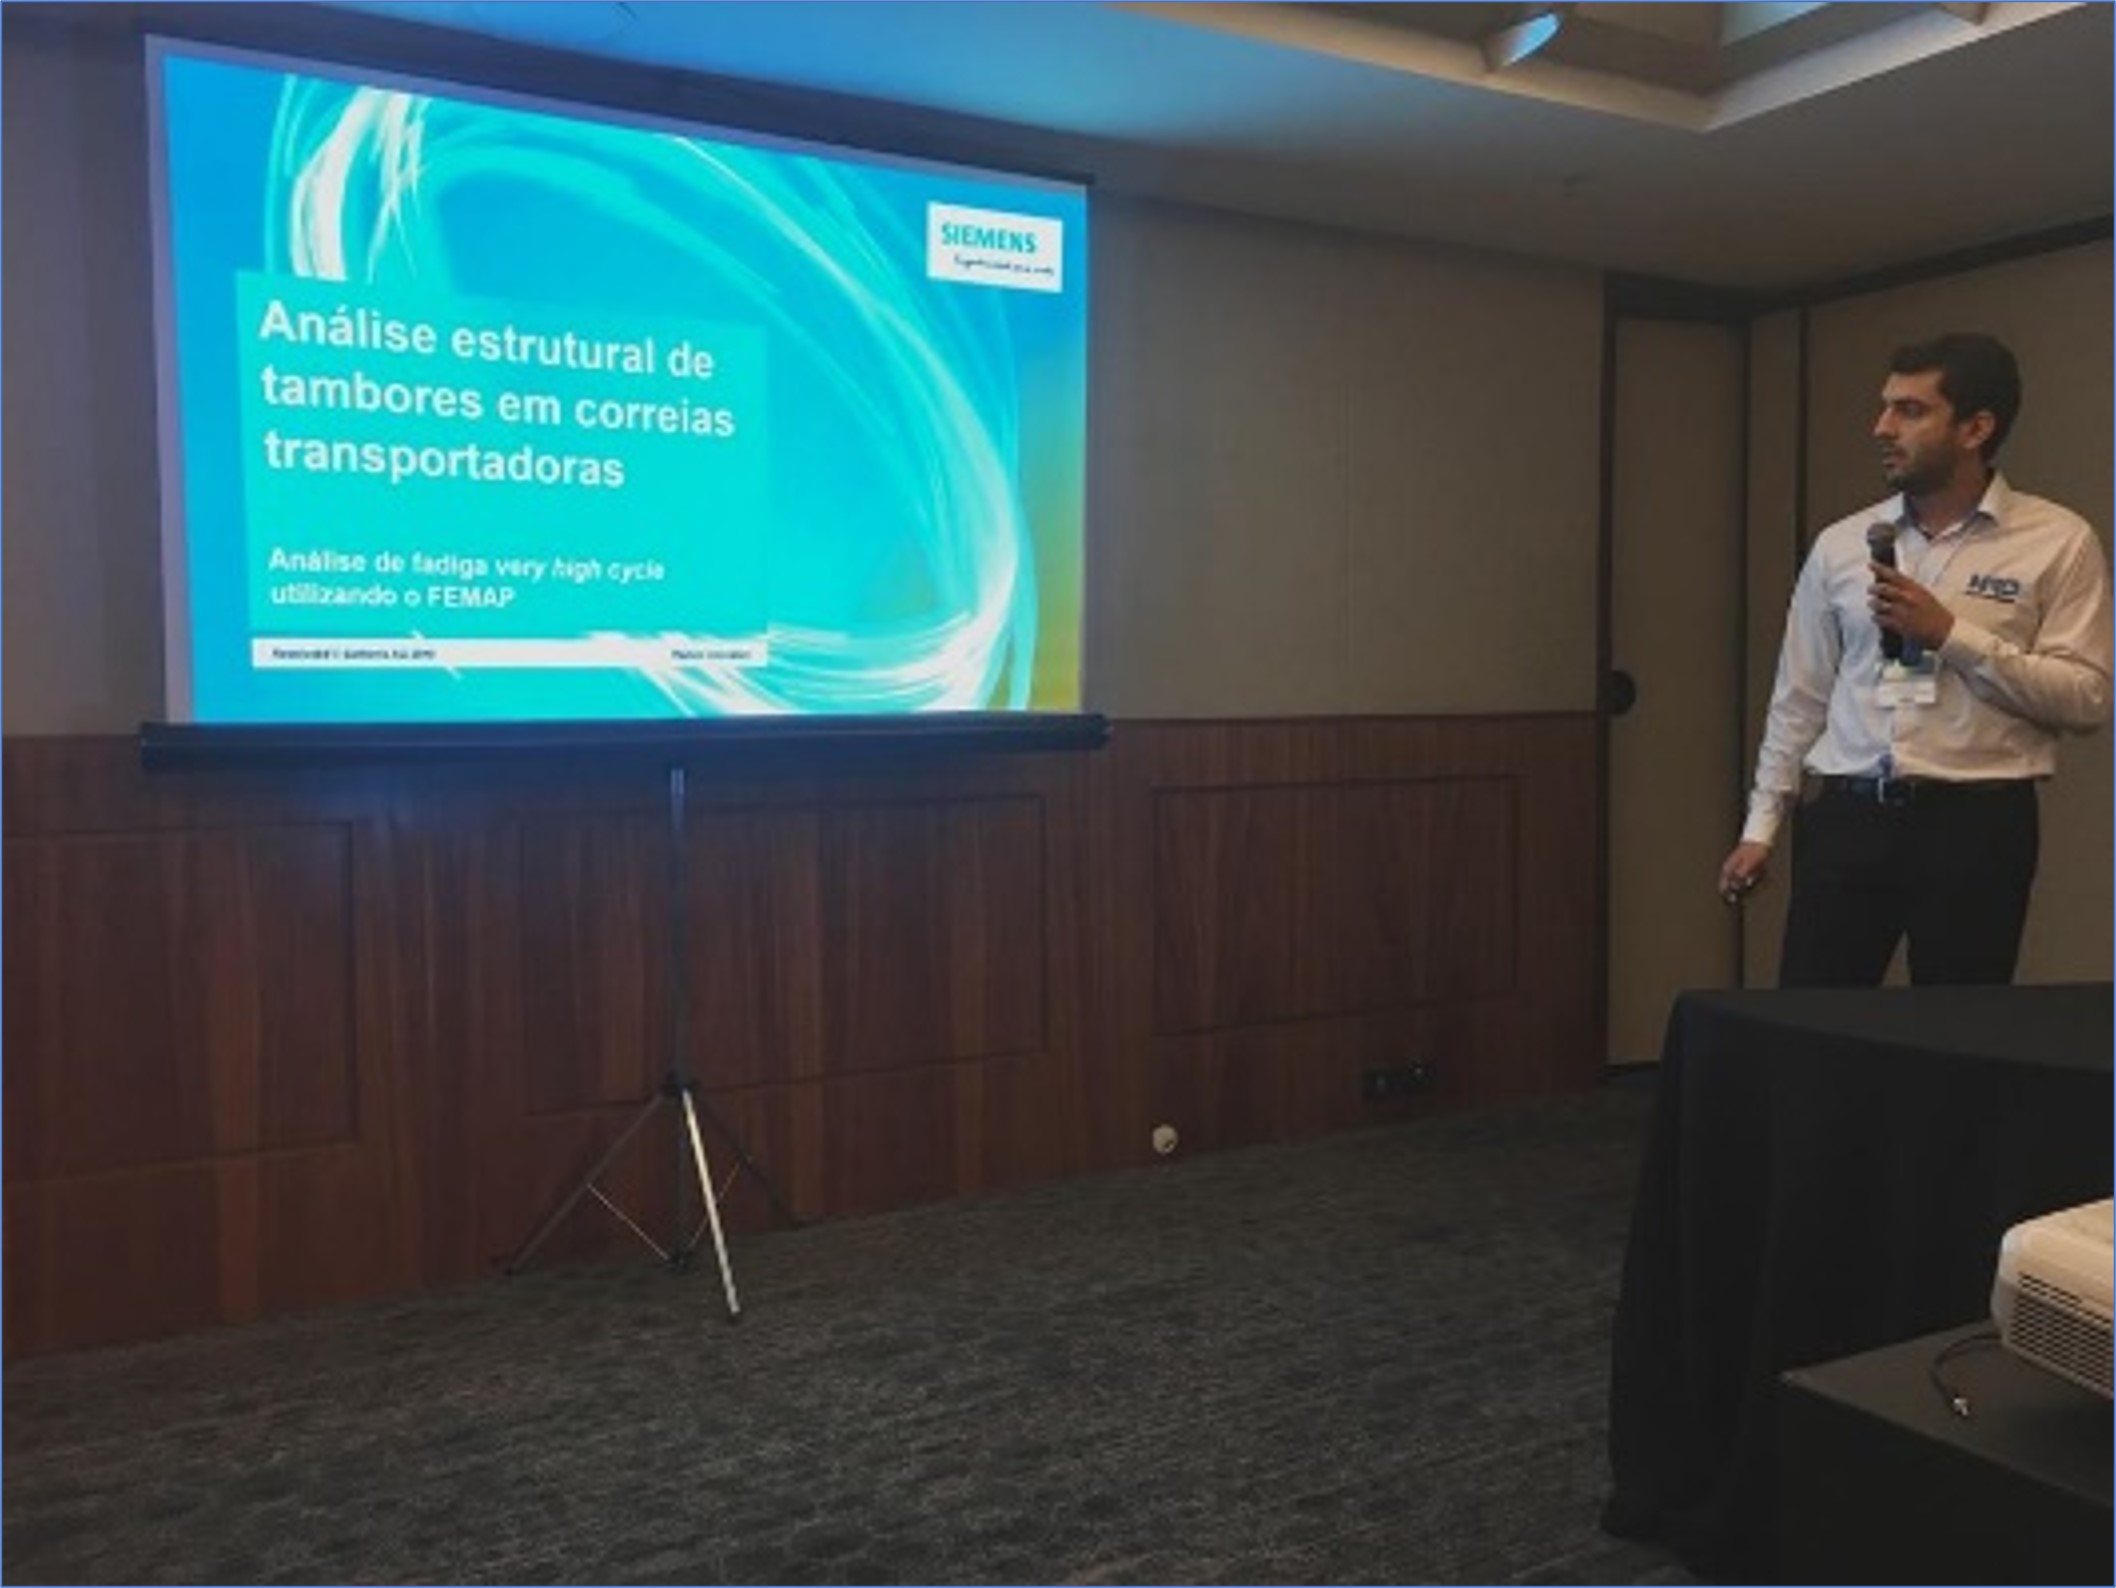 SIEMENS
Análise estrutural de
tambores em correias
transportadoras
Análise de fadiga very high cycle
utilizando o FEMAP